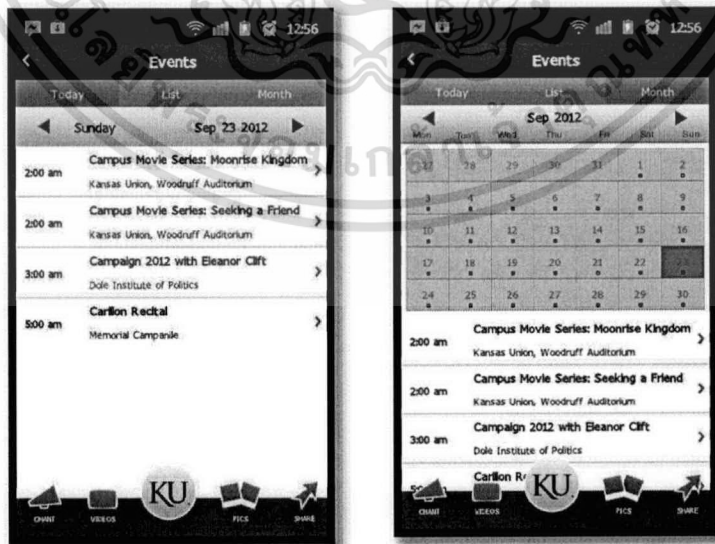 12:56
Events
Today List Month
Sunday Sep 23 2012
2:00 am Campus Movie Series: Moonrise Kingdom
Kansas Union, Woodruff Auditorium
2:00 am Campus Movie Series: Seeking a Friend
Kansas Union, Woodruff Auditorium
3:00 am Campaign 2012 with Eleanor Clift
Dole Institute of Politics
5:00 am Carillon Recital
Memorial Campanile
KU
CHANT VIDEOS PICS SHARE
12:56
Events
Today List Month
Sep 2012
Mon Tue Wed Thu Fri Sat Sun
27 28 29 30 31 1 2
3 4 5 6 7 8 9
10 11 12 13 14 15 16
17 18 19 20 21 22 23
24 25 26 27 28 29 30
2:00 am Campus Movie Series: Moonrise Kingdom
Kansas Union, Woodruff Auditorium
2:00 am Campus Movie Series: Seeking a Friend
Kansas Union, Woodruff Auditorium
3:00 am Campaign 2012 with Eleanor Clift
Dole Institute of Politics
Carillon
KU
CHANT VIDEOS PICS SHARE